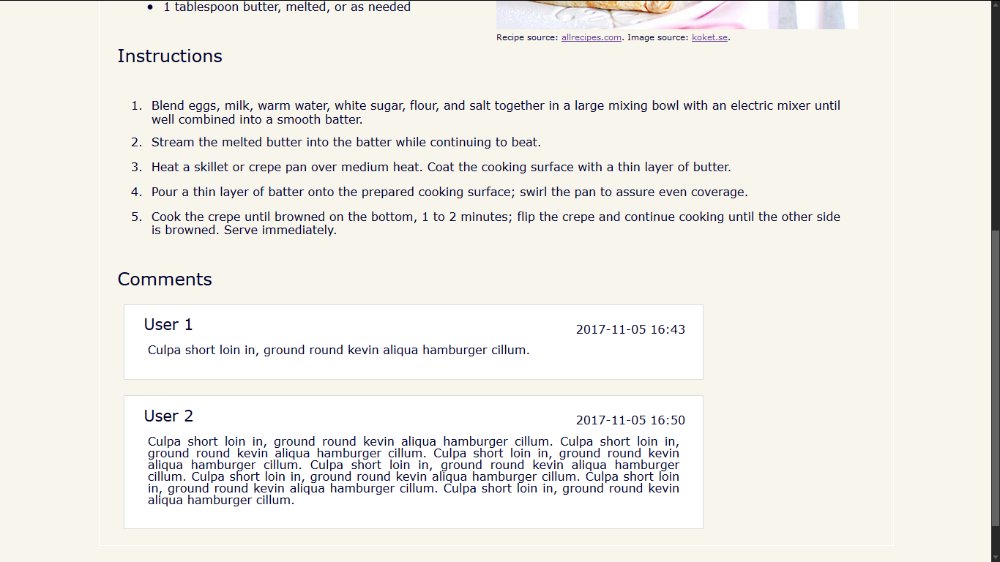 • 1 tablespoon butter, melted, or as needed
Recipe source: allrecipes.com. Image source: koket.se.
Instructions
1. Blend eggs, milk, warm water, white sugar, flour, and salt together in a large mixing bowl with an electric mixer until
well combined into a smooth batter.
2. Stream the melted butter into the batter while continuing to beat.
3. Heat a skillet or crepe pan over medium heat. Coat the cooking surface with a thin layer of butter.
4. Pour a thin layer of batter onto the prepared cooking surface; swirl the pan to assure even coverage.
5. Cook the crepe until browned on the bottom, 1 to 2 minutes; flip the crepe and continue cooking until the other side
is browned. Serve immediately.
Comments
User 1
2017-11-05 16:43
Culpa short loin in, ground round kevin aliqua hamburger cillum.
User 2
2017-11-05 16:50
Culpa short loin in, ground round kevin aliqua hamburger cillum. Culpa short loin in,
ground round kevin aliqua hamburger cillum. Culpa short loin in, ground round kevin
aliqua hamburger cillum. Culpa short loin in, ground round kevin aliqua hamburger
cillum. Culpa short loin in, ground round kevin aliqua hamburger cillum. Culpa short loin
in, ground round kevin aliqua hamburger cillum. Culpa short loin in, ground round kevin
aliqua hamburger cillum.